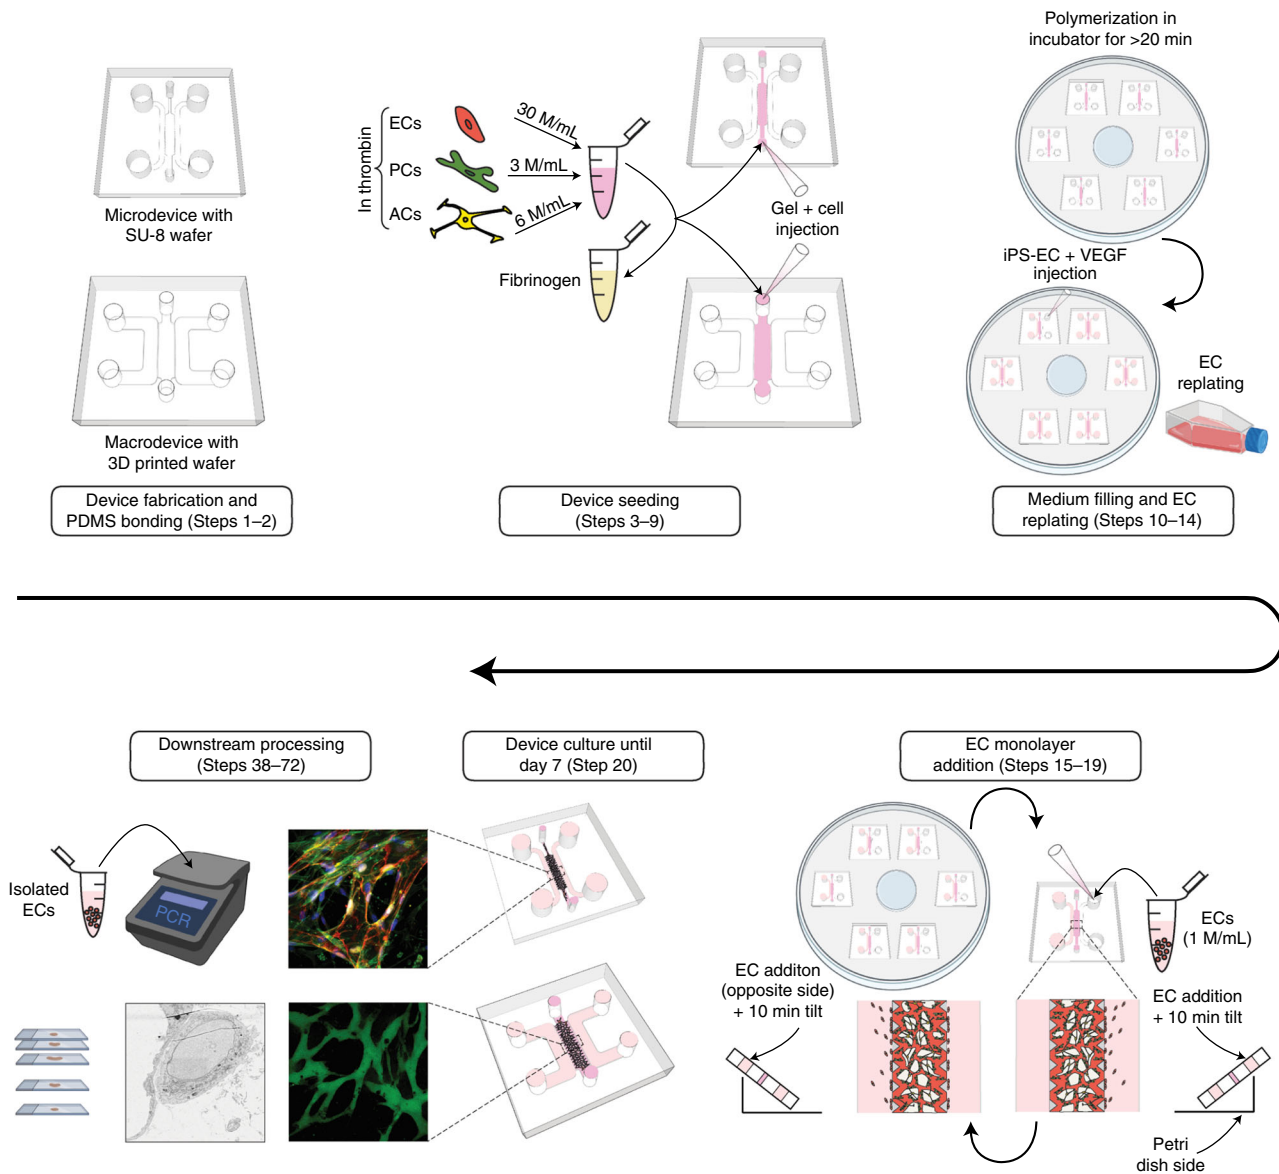 Microdevice with
SU-8 wafer
Macrodevice with
3D printed wafer
Device fabrication and
PDMS bonding (Steps 1–2)
In thrombin
ECs
PCs
ACs
30 M/mL
3 M/mL
6 M/mL
Fibrinogen
Gel + cell
injection
Device seeding
(Steps 3–9)
Polymerization in
incubator for >20 min
iPS-EC + VEGF
injection
EC
replating
Medium filling and EC
replating (Steps 10–14)
Downstream processing
(Steps 38–72)
Device culture until
day 7 (Step 20)
EC monolayer
addition (Steps 15–19)
Isolated
ECs
PCR
ECs
(1 M/mL)
EC additon
(opposite side)
+ 10 min tilt
EC addition
+ 10 min tilt
Petri
dish side